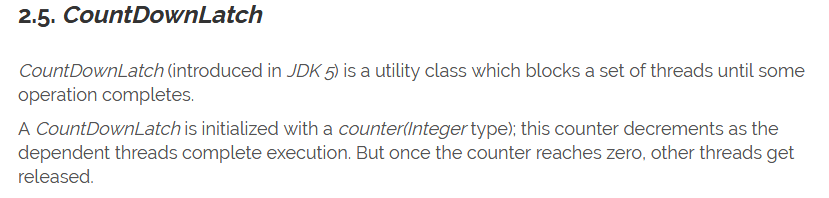 2.5. CountDownLatch
CountDownLatch (introduced in JDK 5) is a utility class which blocks a set of threads until some
operation completes.
A CountDownLatch is initialized with a counter(Integer type); this counter decrements as the
dependent threads complete execution. But once the counter reaches zero, other threads get
released.